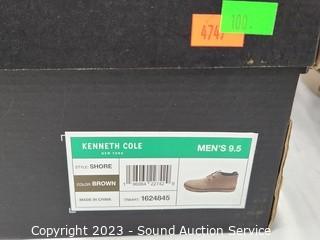 100.
474
KENNETH COLE
NEW YORK
MEN'S 9.5
STYLE: SHORE
COLOR: BROWN
MADE IN CHINA
1624845
Copyright 2023 - Sound Auction Service